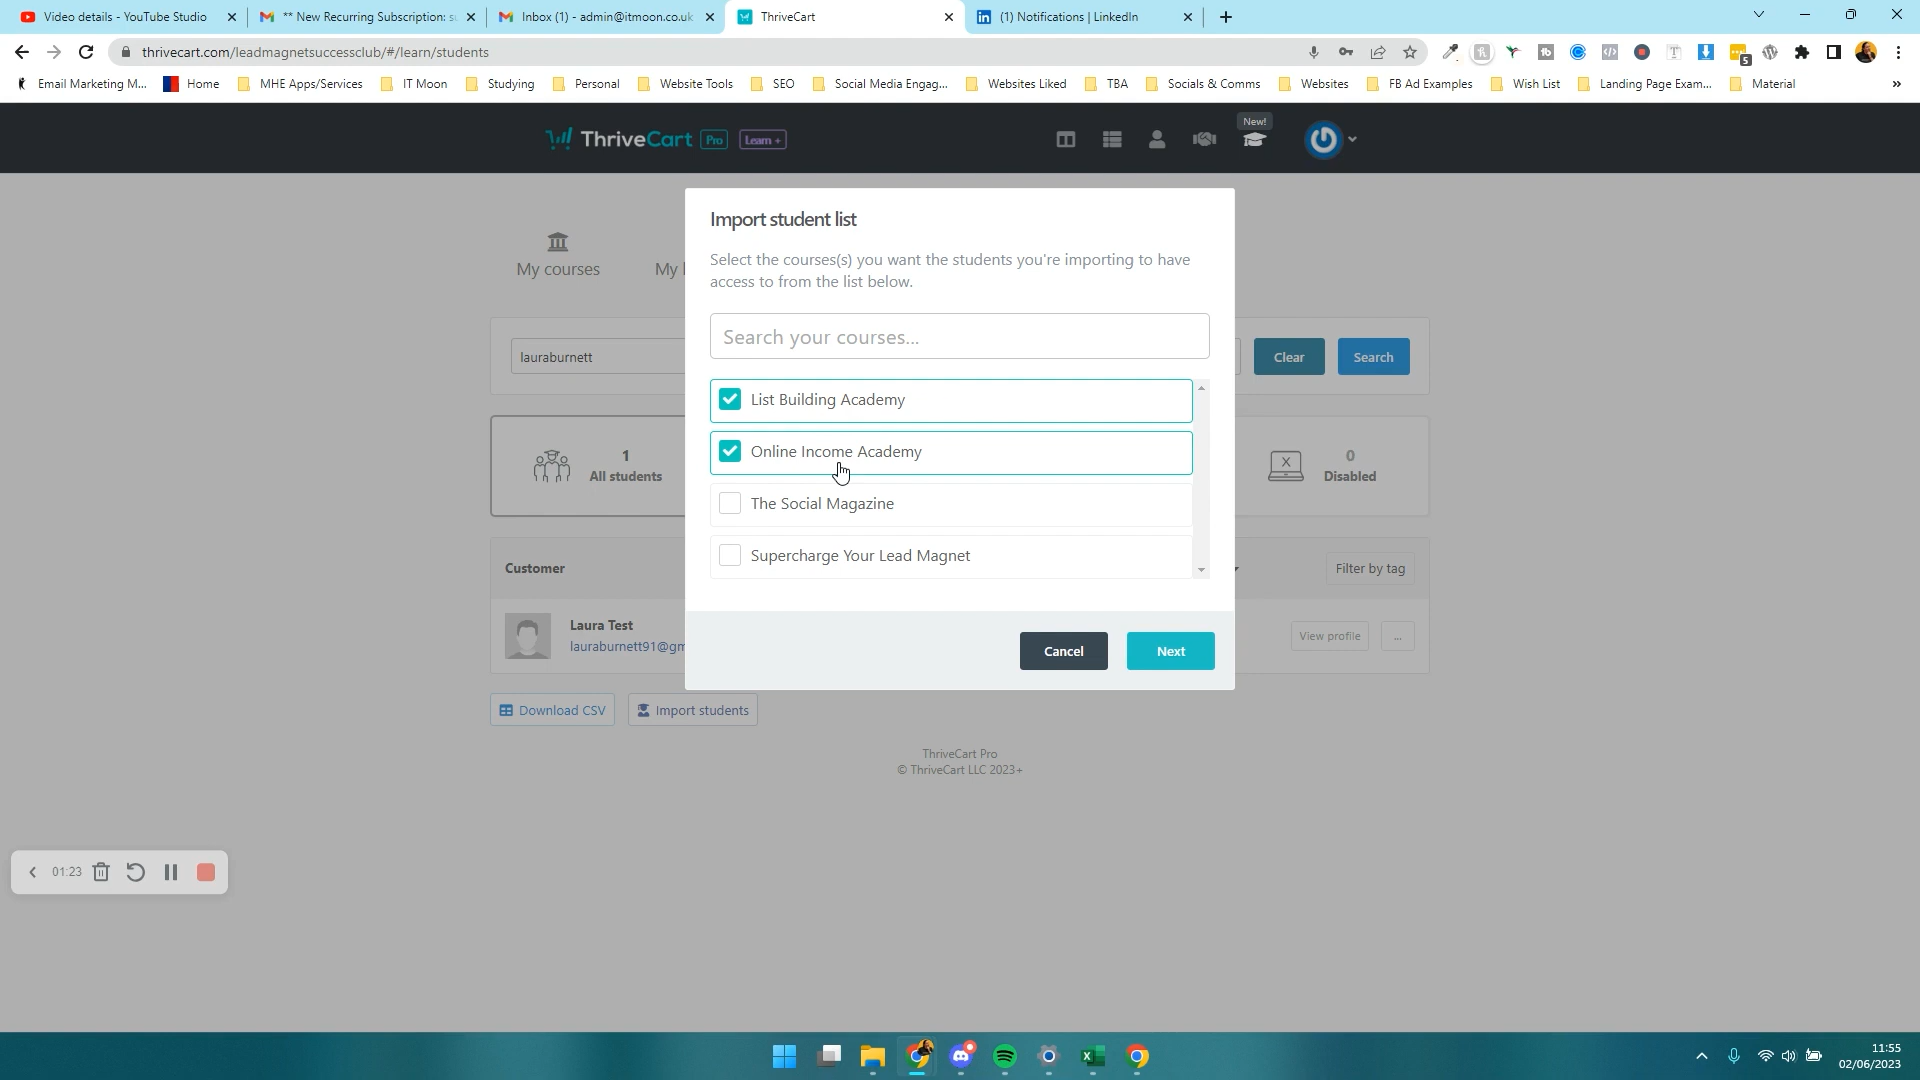 Video details - YouTube Studio
** New Recurring Subscription: su
Inbox (1) - admin@itmoon.co.uk
ThriveCart
(1) Notifications | LinkedIn
thrivecart.com/leadmagnetsuccessclub/#/learn/students
5
Email Marketing M...
Home
MHE Apps/Services
IT Moon
Studying
Personal
Website Tools
SEO
Social Media Engag...
Websites Liked
TBA
Socials & Comms
Websites
FB Ad Examples
Wish List
Landing Page Exam...
Material
»
ThriveCart Pro Learn +
New!
Import student list
Select the courses(s) you want the students you're importing to have
access to from the list below.
My courses
My l
Search your courses...
lauraburnett
Clear
Search
List Building Academy
Online Income Academy
The Social Magazine
Supercharge Your Lead Magnet
1
All students
0
Disabled
Customer
Filter by tag
Laura Test
lauraburnett91@gm
View profile
...
Cancel
Next
Download CSV
Import students
ThriveCart Pro
© ThriveCart LLC 2023+
01:23
11:55
02/06/2023